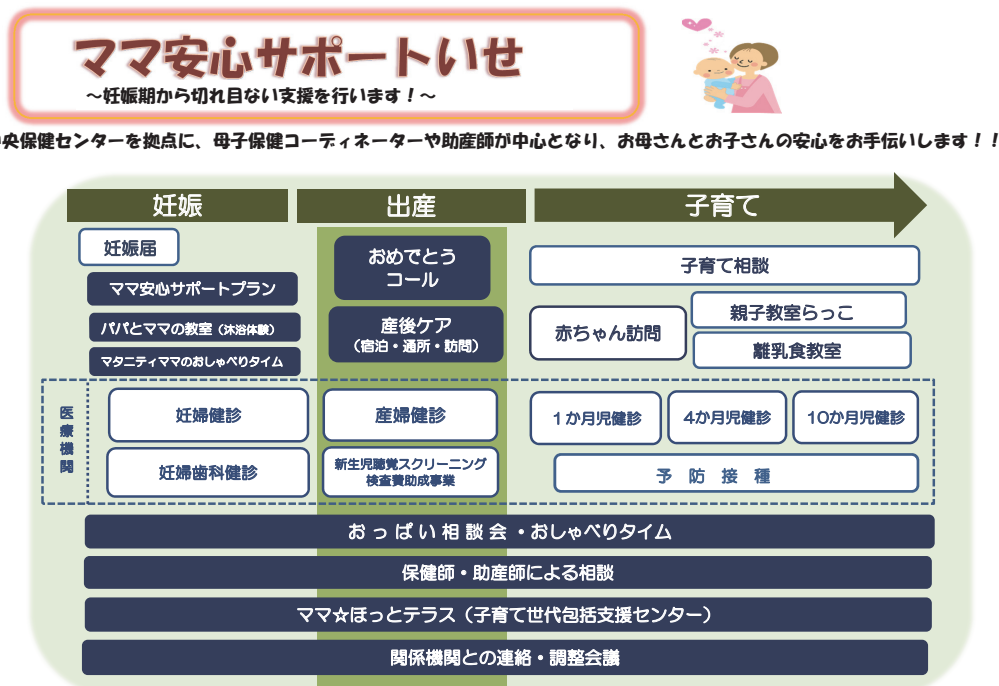 ママ安心サポートいせ
~妊娠期から切れ目ない支援を行います!~
央保健センターを拠点に、母子保健コーディネーターや助産師が中心となり、お母さんとお子さんの安心をお手伝いします!!
妊娠
出産
子育て
妊娠届
ママ安心サポートプラン
パパとママの教室(沐浴体験)
マタニティママのおしゃべりタイム
おめでとう
コール
産後ケア
(宿泊・通所・訪問)
子育て相談
赤ちゃん訪問
親子教室らっこ
離乳食教室
医療機関
妊婦健診
妊婦歯科健診
産婦健診
新生児聴覚スクリーニング
検査費助成事業
1か月児健診
4か月児健診
10か月児健診
予防接種
おっぱい相談会・おしゃべりタイム
保健師・助産師による相談
ママ☆ほっとテラス(子育て世代包括支援センター)
関係機関との連絡・調整会議